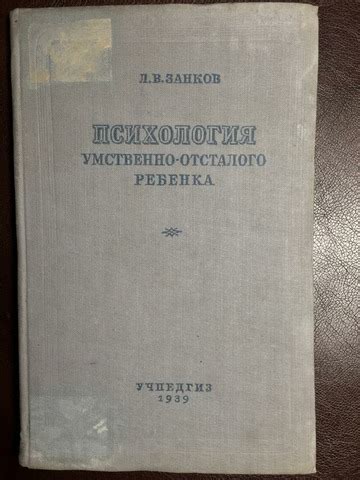 Л.В.ЗАНКОВ
ПСИХОЛОГИЯ
УМСТВЕННО-ОТСТАЛОГО
РЕБЕНКА
УЧПЕДГИЗ
1939